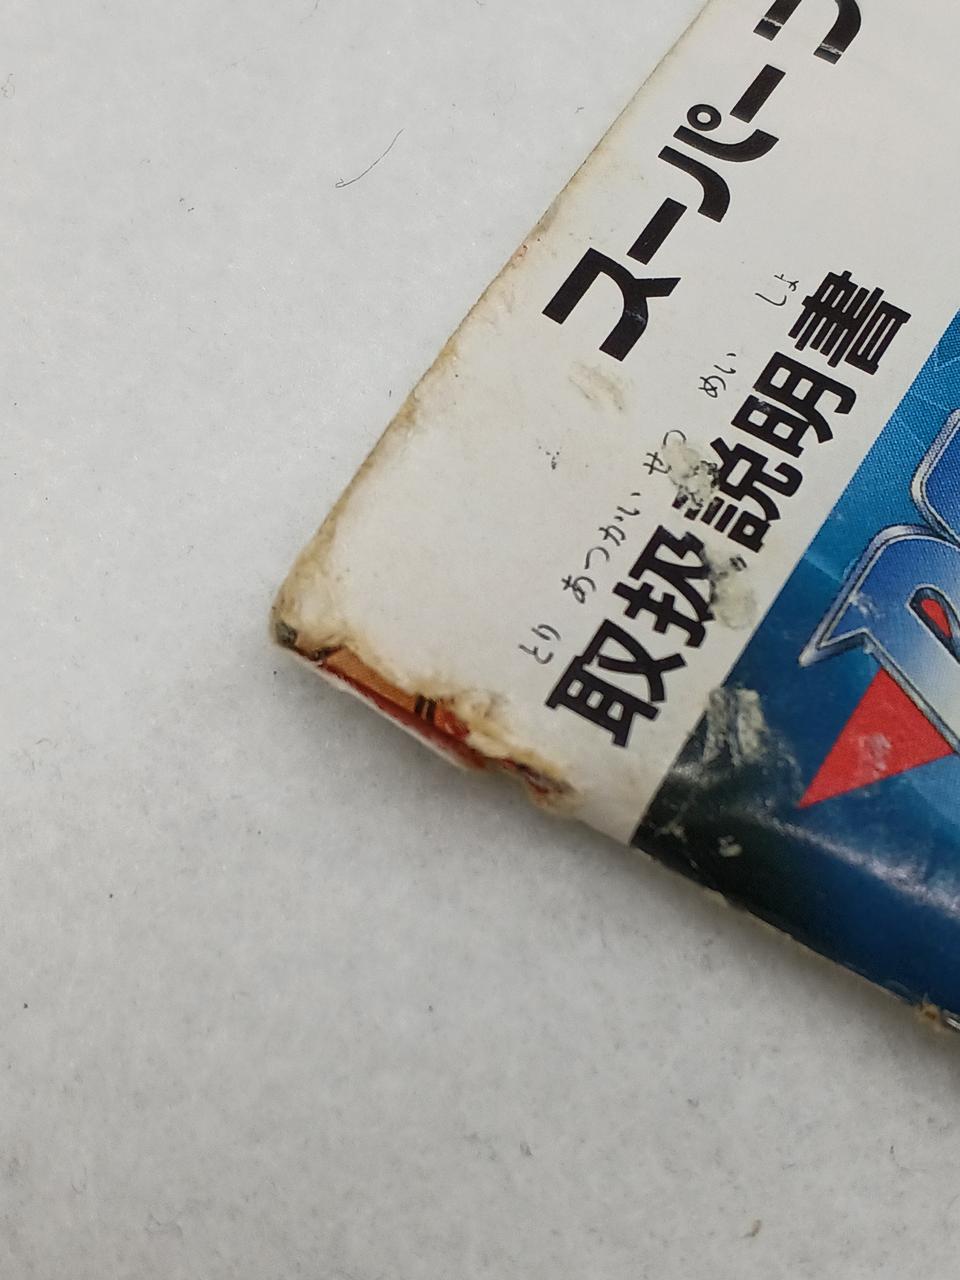 スーパー
とり あつかい せつ めい しょ
取扱説明書